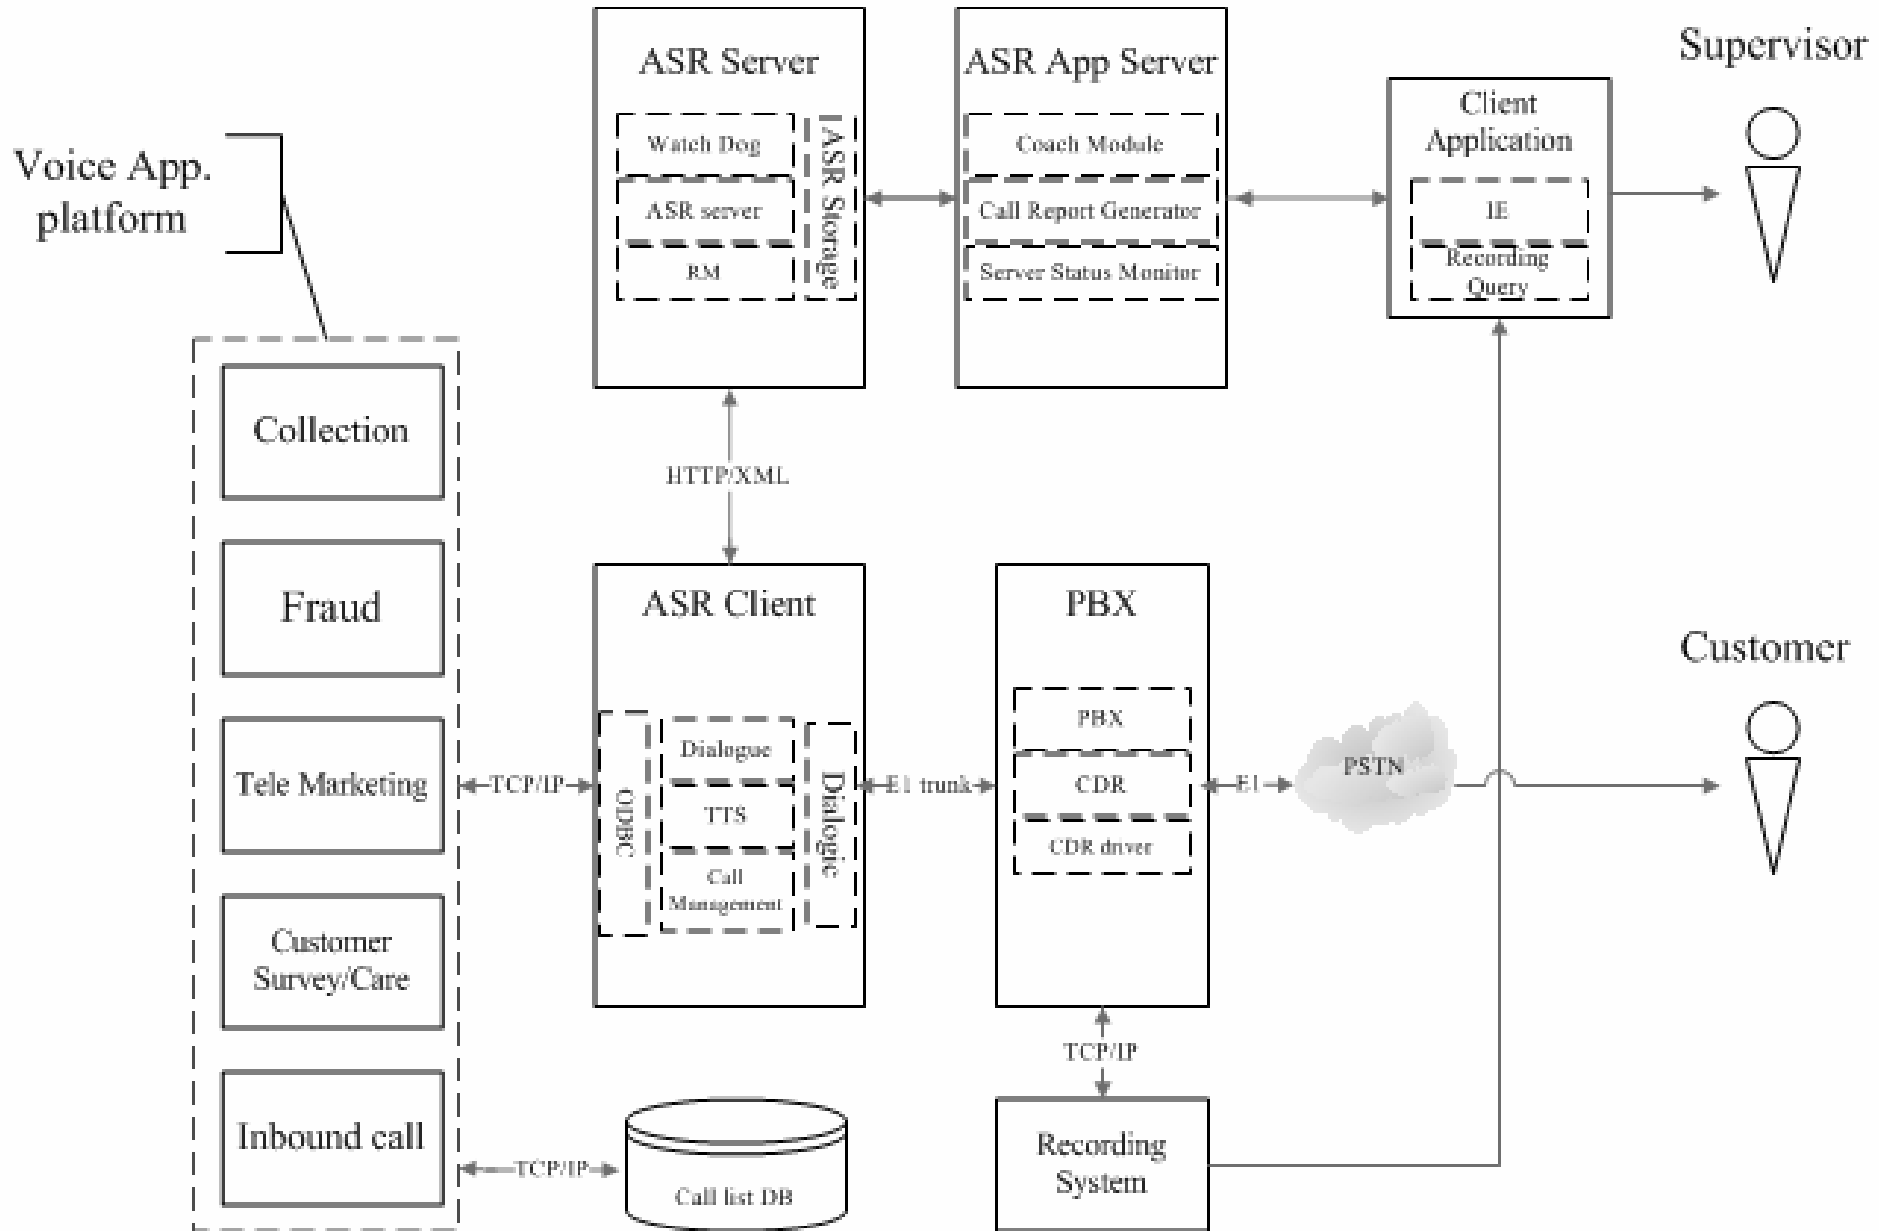 Supervisor
ASR Server
ASR App Server
Client
Application
Voice App.
platform
Watch Dog
ASR server
RM
ASR Storage
Coach Module
Call Report Generator
Server Status Monitor
IE
Recording
Query
Collection
HTTP/XML
Fraud
ASR Client
PBX
Customer
Tele Marketing
TCP/IP
ODBC
Dialogue
TTS
Call
Management
Dialogic
E1 trunk
PBX
CDR
CDR driver
E1
PSTN
Customer
Survey/Care
TCP/IP
Inbound call
TCP/IP
Call list DB
Recording
System